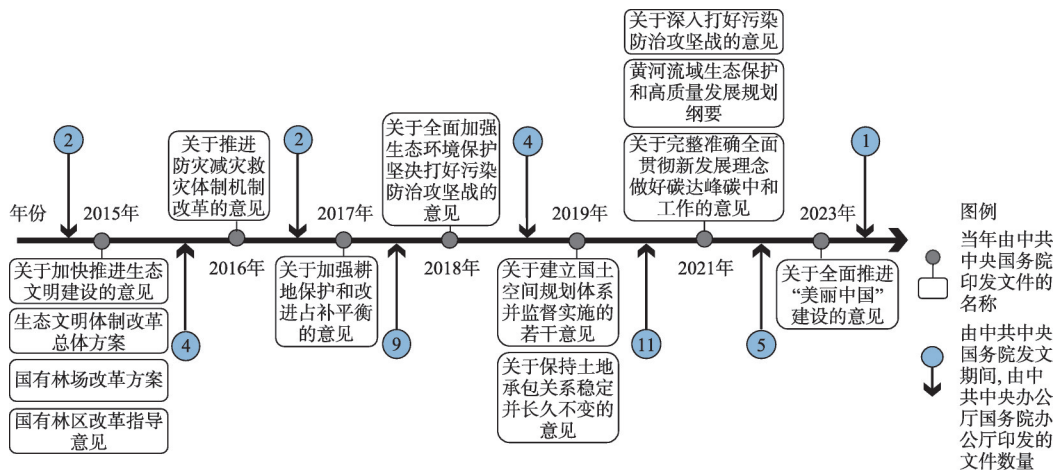 关于深入打好污染
防治攻坚战的意见
黄河流域生态保护
和高质量发展规划
纲要
关于完整准确全面
贯彻新发展理念
做好碳达峰碳中和
工作的意见
2
关于推进
防灾减灾救
灾体制机制
改革的意见
2
关于全面加强
生态环境保护
坚决打好污染
防治攻坚战的
意见
4
1
年份
2015年
2017年
2019年
2023年
2016年
2018年
2021年
关于加快推进生态
文明建设的意见
生态文明体制改革
总体方案
国有林场改革方案
国有林区改革指导
意见
4
关于加强耕
地保护和改
进占补平衡
的意见
9
关于建立国土
空间规划体系
并监督实施的
若干意见
关于保持土地
承包关系稳定
并长久不变的
意见
11
5
关于全面推进
“美丽中国”
建设的意见
图例
当年由中共
中央国务院
印发文件的
名称
由中共中央
国务院发文
期间,由中
共中央办公
厅国务院办
公厅印发的
文件数量